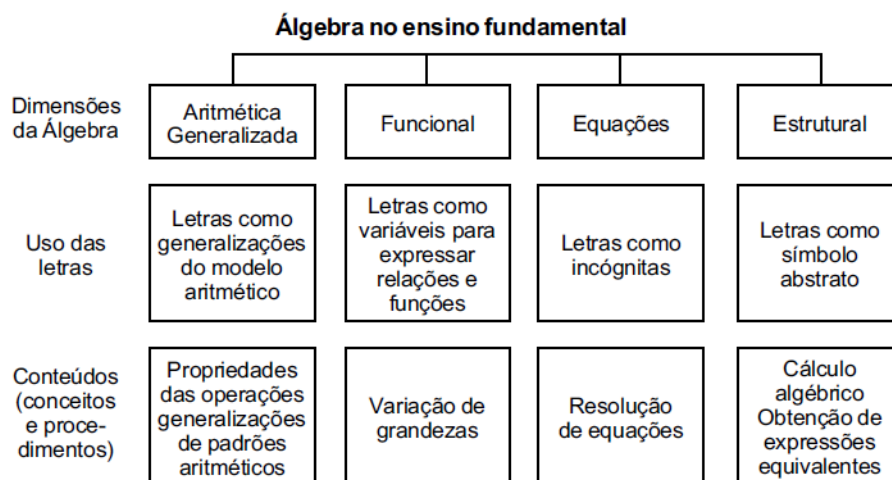 Álgebra no ensino fundamental
Dimensões
da Álgebra
Aritmética
Generalizada
Funcional
Equações
Estrutural
Uso das
letras
Letras como
generalizações
do modelo
aritmético
Letras como
variáveis para
expressar
relações e
funções
Letras como
incógnitas
Letras como
símbolo
abstrato
Conteúdos
(conceitos
e proce-
dimentos)
Propriedades
das operações
generalizações
de padrões
aritméticos
Variação de
grandezas
Resolução
de equações
Cálculo
algébrico
Obtenção de
expressões
equivalentes